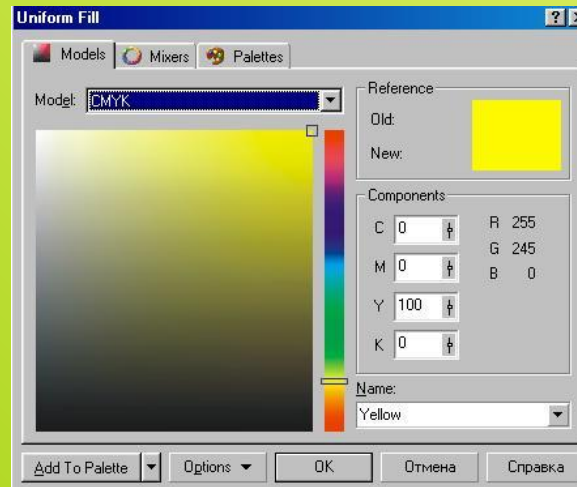 Uniform Fill
Models Mixers Palettes
Model: CMYK
Reference
Old:
New:
Components
C 0 R 255
G 245
M 0 B 0
Y 100
K 0
Name:
Yellow
Add To Palette Options OK Отмена Справка